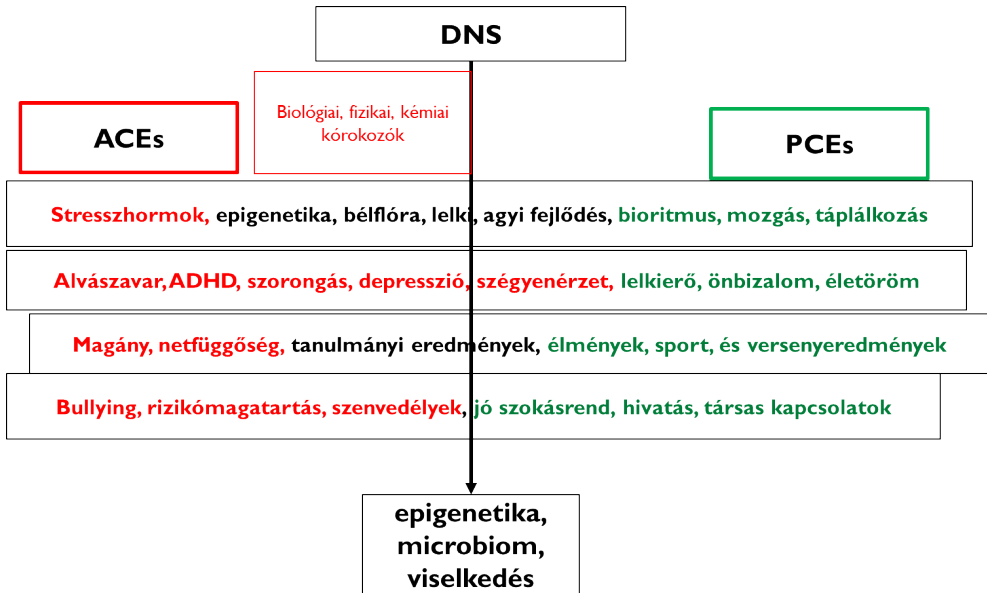 DNS
Biológiai, fizikai, kémiai
kórokozók
ACEs
PCEs
Stresszhormok, epigenetika, bélflóra, lelki, agyi fejlődés, bioritmus, mozgás, táplálkozás
Alvászavar, ADHD, szorongás, depresszió, szégyenérzet, lelkierő, önbizalom, életöröm
Magány, netfüggőség, tanulmányi eredmények, élmények, sport, és versenyeredmények
Bullying, rizikómagatartás, szenvedélyek, jó szokásrend, hivatás, társas kapcsolatok
epigenetika,
microbiom,
viselkedés